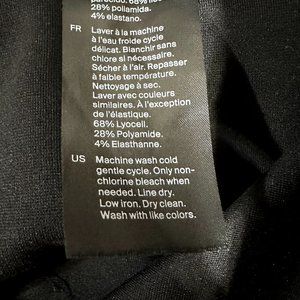 parecido. 68% lio
28% poliamida.
4% elastano.
FR Laver à la machine
à l'eau froide cycle
délicat. Blanchir sans
chlore si nécessaire.
Sécher à l'air. Repasser
à faible température.
Nettoyage à sec.
Laver avec couleurs
similaires. À l'exception
de l'élastique.
68% Lyocell.
28% Polyamide.
4% Elasthanne.
US Machine wash cold
gentle cycle. Only non-
chlorine bleach when
needed. Line dry.
Low iron. Dry clean.
Wash with like colors.